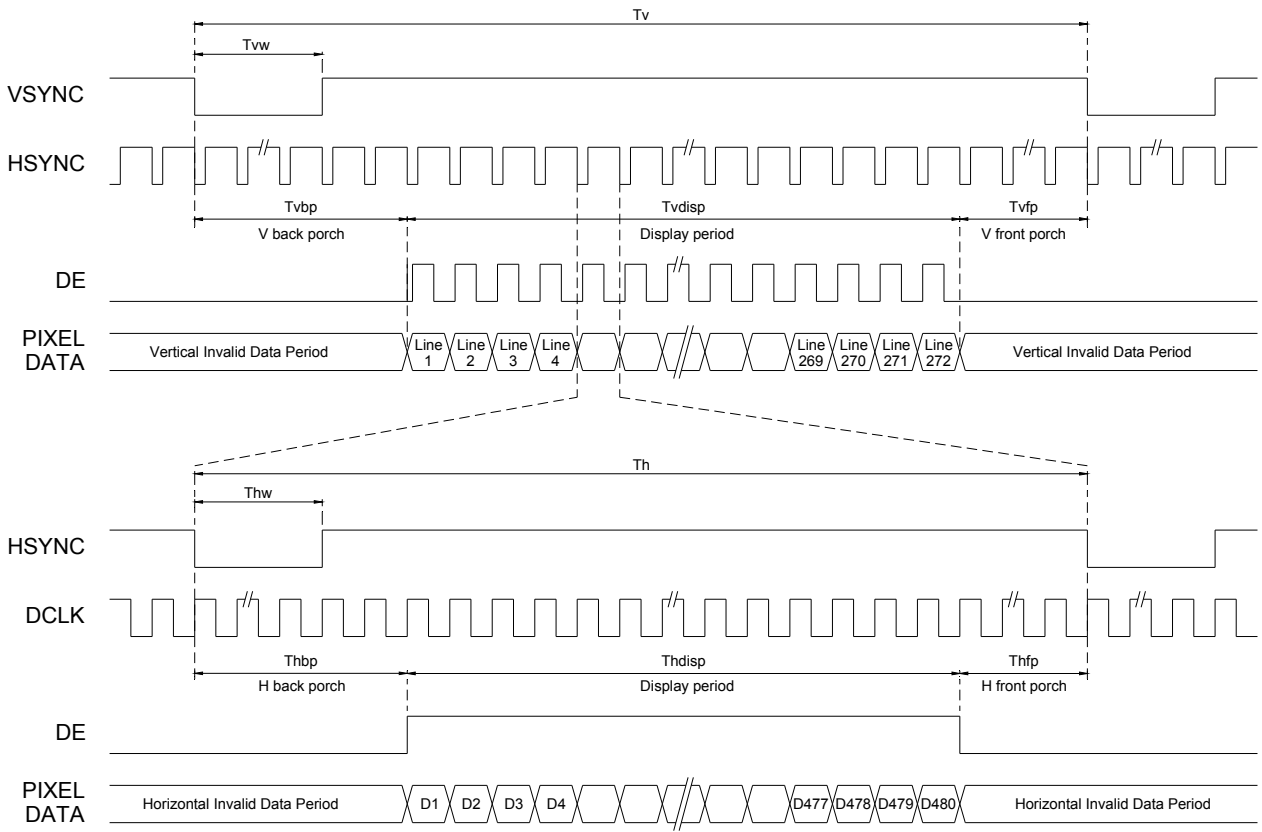 Tv
Tvw
VSYNC
HSYNC
Tvbp
Tvdisp
Tvfp
V back porch
Display period
V front porch
DE
PIXEL
DATA
Vertical Invalid Data Period
Line
1
Line
2
Line
3
Line
4
Line
269
Line
270
Line
271
Line
272
Vertical Invalid Data Period
Th
Thw
HSYNC
DCLK
Thbp
Thdisp
Thfp
H back porch
Display period
H front porch
DE
PIXEL
DATA
Horizontal Invalid Data Period
D1
D2
D3
D4
D477
D478
D479
D480
Horizontal Invalid Data Period